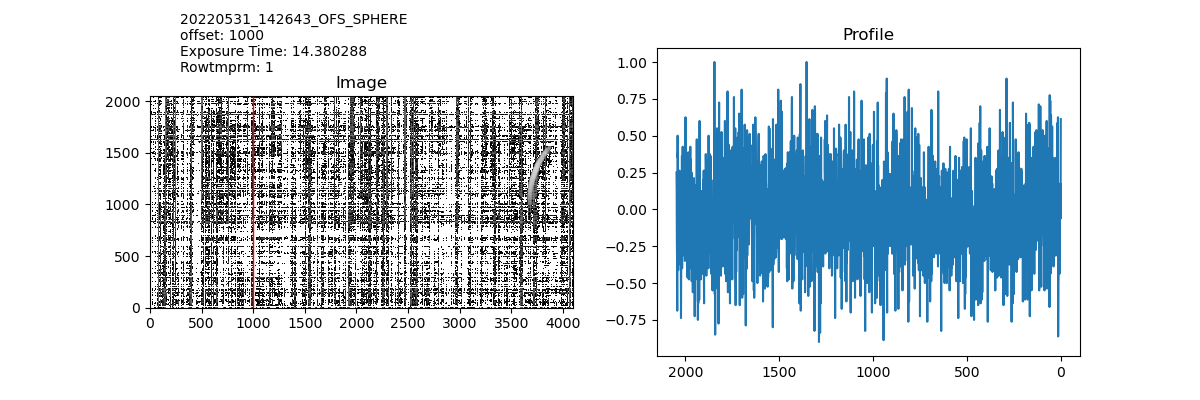 20220531_142643_OFS_SPHERE
offset: 1000
Exposure Time: 14.380288
Rowtmprm: 1
Image
2000
1500
1000
500
0
0 500 1000 1500 2000 2500 3000 3500 4000
Profile
1.00
0.75
0.50
0.25
0.00
−0.25
−0.50
−0.75
2000 1500 1000 500 0